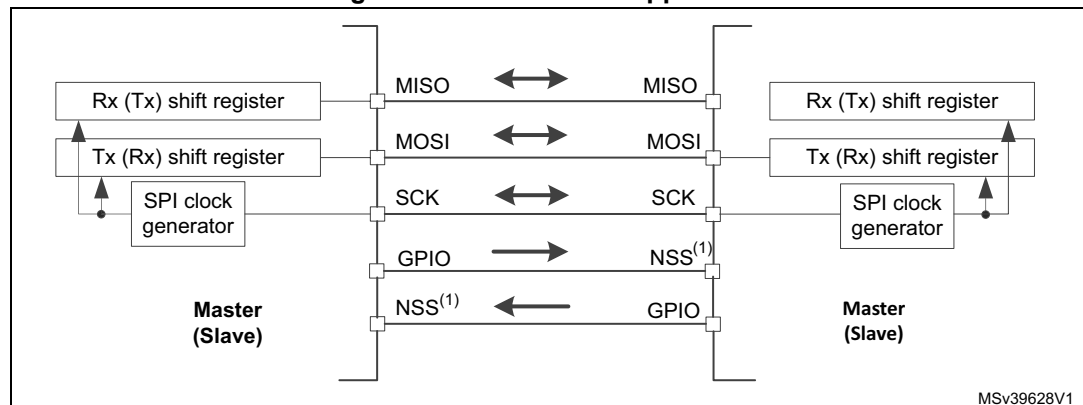 MISO MISO
Rx (Tx) shift register Rx (Tx) shift register
MOSI MOSI
Tx (Rx) shift register Tx (Rx) shift register
SCK SCK
SPI clock
generator
SPI clock
generator
GPIO NSS(1)
NSS(1) GPIO
Master
(Slave)
Master
(Slave)
MSv39628V1